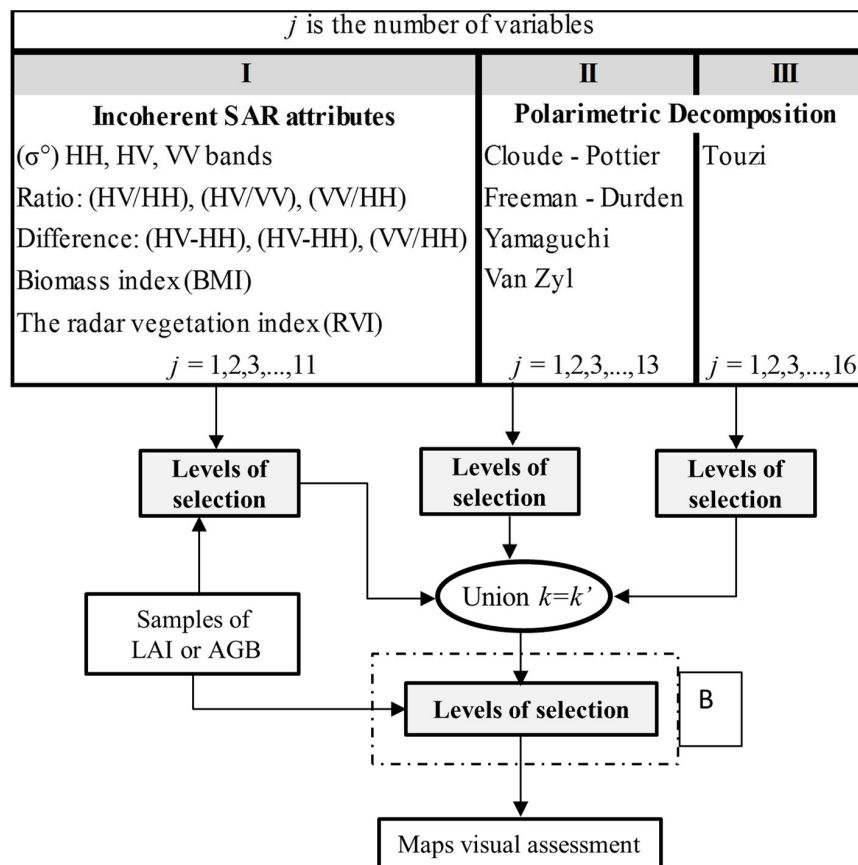 j is the number of variables
I II III
Incoherent SAR attributes
Polarimetric Decomposition
(σ°) HH, HV, VV bands
Ratio: (HV/HH), (HV/VV), (VV/HH)
Difference: (HV-HH), (HV-HH), (VV/HH)
Biomass index (BMI)
The radar vegetation index (RVI)
j = 1,2,3,...,11
Cloude - Pottier
Freeman - Durden
Yamaguchi
Van Zyl
j = 1,2,3,...,13
Touzi
j = 1,2,3,...,16
Levels of
selection
Levels of
selection
Levels of
selection
Union k=k’
Samples of
LAI or AGB
Levels of selection
B
Maps visual assessment